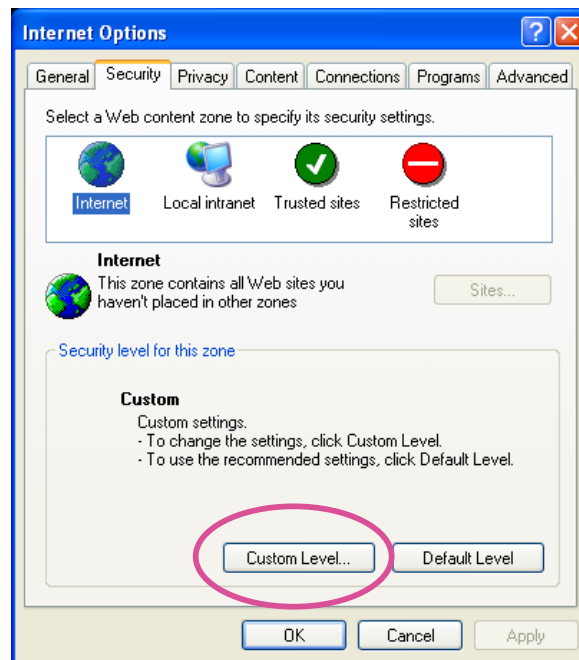 Internet Options
General Security Privacy Content Connections Programs Advanced
Select a Web content zone to specify its security settings.
Internet Local intranet Trusted sites Restricted
sites
Internet
This zone contains all Web sites you
haven't placed in other zones
Sites...
Security level for this zone
Custom
Custom settings.
- To change the settings, click Custom Level.
- To use the recommended settings, click Default Level.
Custom Level... Default Level
OK Cancel Apply